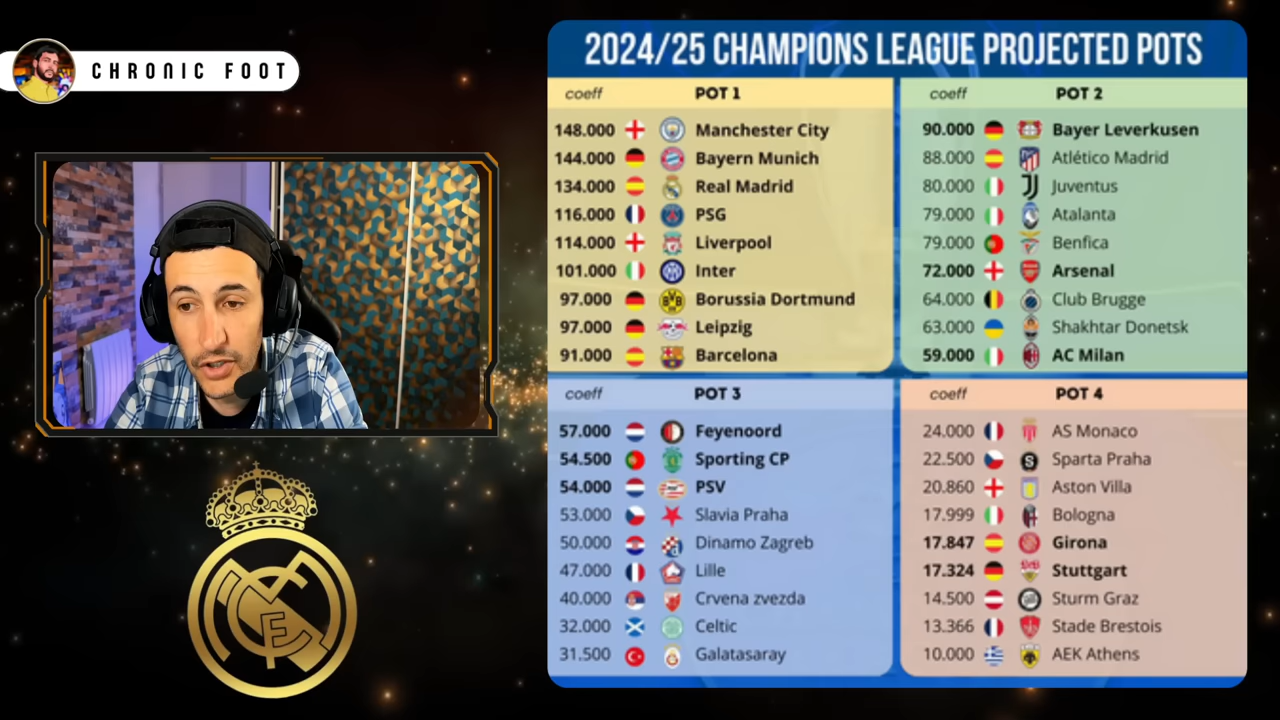 CHRONIC FOOT
2024/25 CHAMPIONS LEAGUE PROJECTED POTS
coeff POT 1
148.000 Manchester City
144.000 Bayern Munich
134.000 Real Madrid
116.000 PSG
114.000 Liverpool
101.000 Inter
97.000 Borussia Dortmund
97.000 Leipzig
91.000 Barcelona
coeff POT 2
90.000 Bayer Leverkusen
88.000 Atlético Madrid
80.000 Juventus
79.000 Atalanta
79.000 Benfica
72.000 Arsenal
64.000 Club Brugge
63.000 Shakhtar Donetsk
59.000 AC Milan
coeff POT 3
57.000 Feyenoord
54.500 Sporting CP
54.000 PSV
53.000 Slavia Praha
50.000 Dinamo Zagreb
47.000 Lille
40.000 Crvena zvezda
32.000 Celtic
31.500 Galatasaray
coeff POT 4
24.000 AS Monaco
22.500 Sparta Praha
20.860 Aston Villa
17.999 Bologna
17.847 Girona
17.324 Stuttgart
14.500 Sturm Graz
13.366 Stade Brestois
10.000 AEK Athens